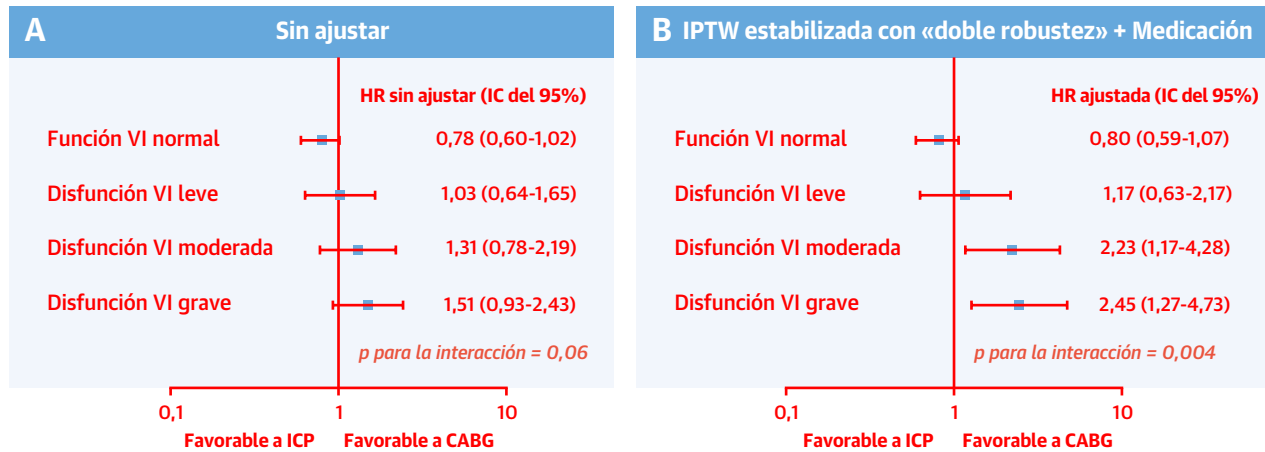 A Sin ajustar
HR sin ajustar (IC del 95%)
Función VI normal 0,78 (0,60-1,02)
Disfunción VI leve 1,03 (0,64-1,65)
Disfunción VI moderada 1,31 (0,78-2,19)
Disfunción VI grave 1,51 (0,93-2,43)
p para la interacción = 0,06
0,1 1 10
Favorable a ICP Favorable a CABG
B IPTW estabilizada con «doble robustez» + Medicación
HR ajustada (IC del 95%)
Función VI normal 0,80 (0,59-1,07)
Disfunción VI leve 1,17 (0,63-2,17)
Disfunción VI moderada 2,23 (1,17-4,28)
Disfunción VI grave 2,45 (1,27-4,73)
p para la interacción = 0,004
0,1 1 10
Favorable a ICP Favorable a CABG